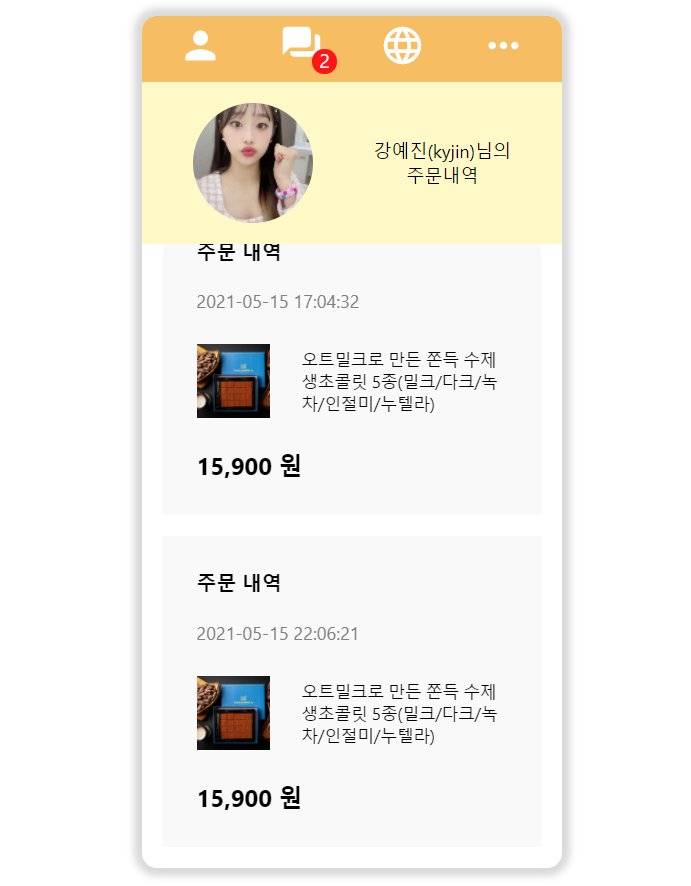 2
강예진(kyjin)님의
주문내역
주문 내역
2021-05-15 17:04:32
오트밀크로 만든 쫀득 수제
생초콜릿 5종(밀크/다크/녹
차/인절미/누텔라)
15,900 원
주문 내역
2021-05-15 22:06:21
오트밀크로 만든 쫀득 수제
생초콜릿 5종(밀크/다크/녹
차/인절미/누텔라)
15,900 원